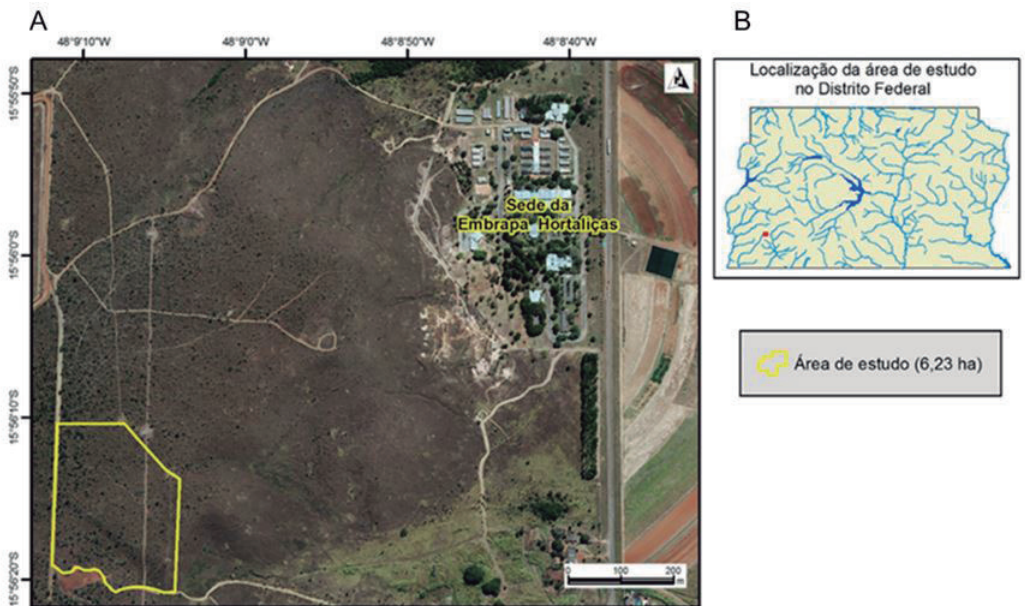 A
B
48°9'10"W
48°9'0"W
48°8'50"W
48°8'40"W
15°55'50"S
15°56'0"S
15°56'10"S
15°56'20"S
N
Sede da
Embrapa Hortaliças
0 100 200
m
Localização da área de estudo
no Distrito Federal
Área de estudo (6,23 ha)